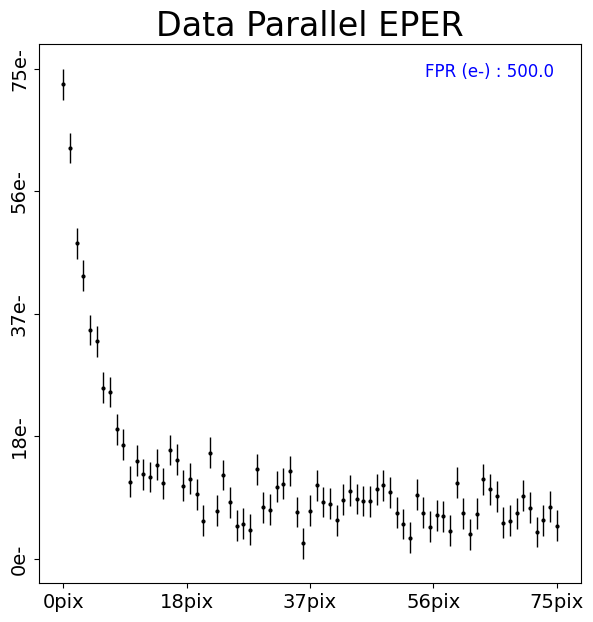 Data Parallel EPER
FPR (e-) : 500.0
75e-
56e-
37e-
18e-
0e-
0pix 18pix 37pix 56pix 75pix